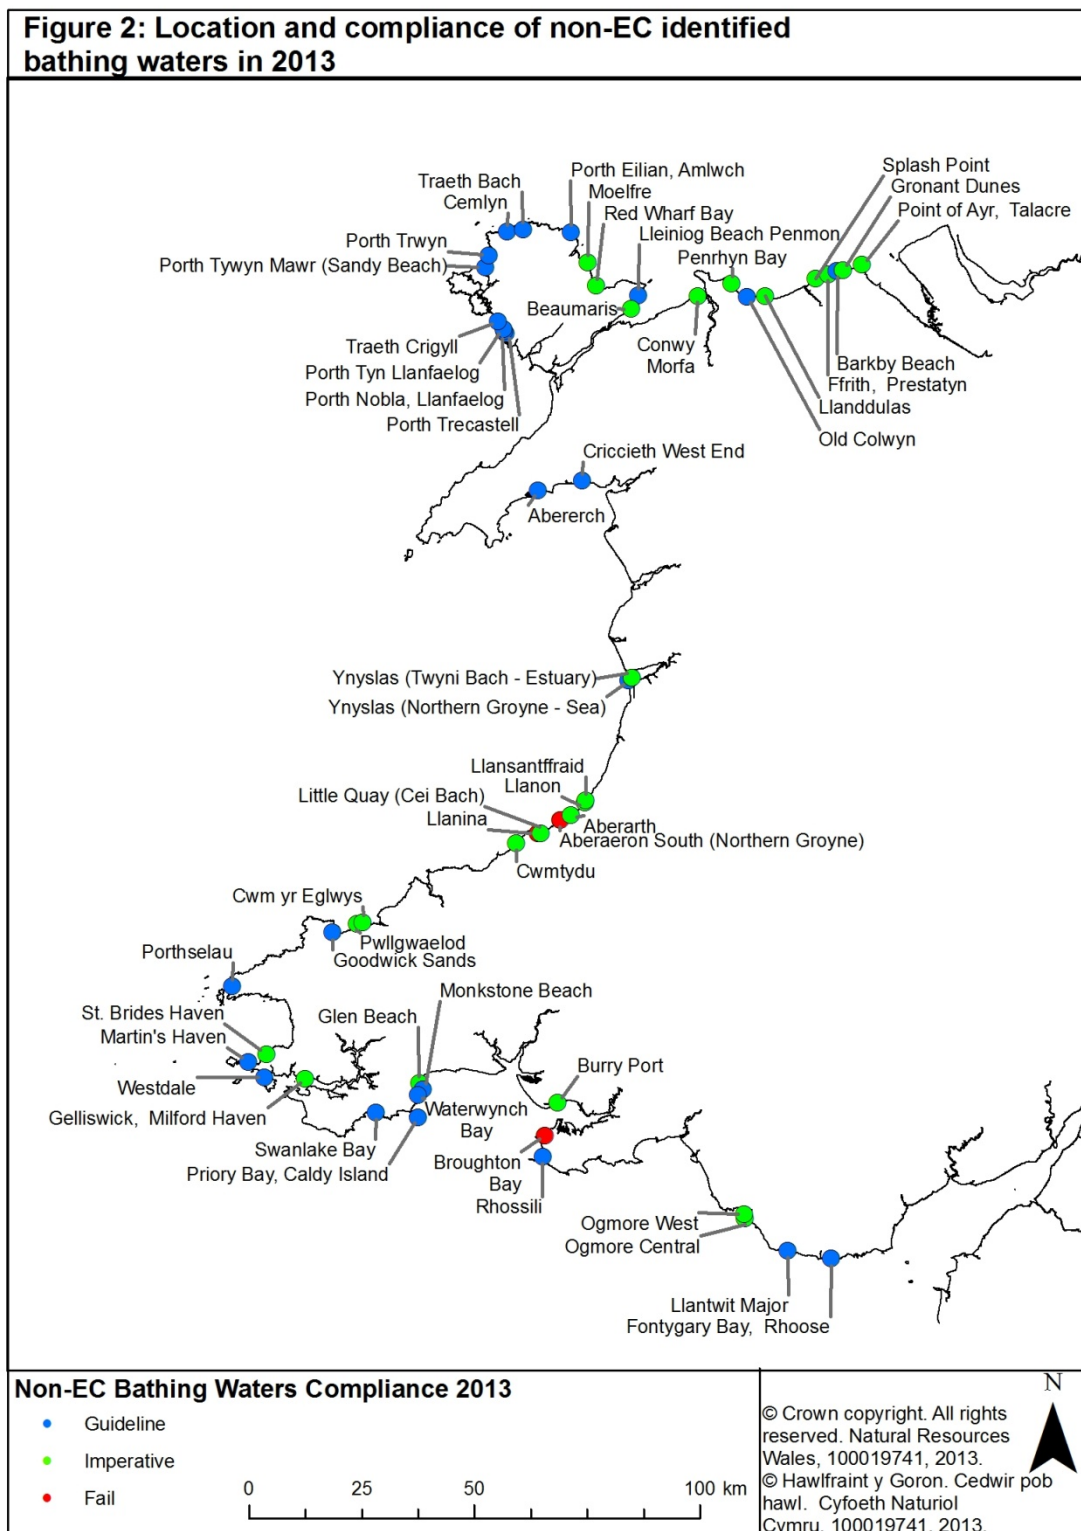 Figure 2: Location and compliance of non-EC identified
bathing waters in 2013
Splash Point
Gronant Dunes
Point of Ayr,  Talacre
Porth Eilian, Amlwch
Moelfre
Red Wharf Bay
Lleiniog Beach Penmon
Penrhyn Bay
Traeth Bach
Cemlyn
Porth Trwyn
Porth Tywyn Mawr (Sandy Beach)
Beaumaris
Conwy
Morfa
Traeth Crigyll
Porth Tyn Llanfaelog
Porth Nobla, Llanfaelog
Porth Trecastell
Barkby Beach
Ffrith,  Prestatyn
Llanddulas
Old Colwyn
Criccieth West End
Abererch
Ynyslas (Twyni Bach - Estuary)
Ynyslas (Northern Groyne - Sea)
Llansantffraid
Llanon
Little Quay (Cei Bach)
Llanina
Aberarth
Aberaeron South (Northern Groyne)
Cwmtydu
Cwm yr Eglwys
Pwllgwaelod
Goodwick Sands
Porthselau
Monkstone Beach
Glen Beach
St. Brides Haven
Martin's Haven
Westdale
Gelliswick,  Milford Haven
Burry Port
Waterwynch
Bay
Swanlake Bay
Priory Bay, Caldy Island
Broughton
Bay
Rhossili
Ogmore West
Ogmore Central
Llantwit Major
Fontygary Bay,  Rhoose
Non-EC Bathing Waters Compliance 2013
Guideline
Imperative
Fail
0 50 100 km
N
© Crown copyright. All rights
reserved. Natural Resources
Wales, 100019741, 2013.
© Hawlfraint y Goron. Cedwir pob
hawl.  Cyfoeth Naturiol
Cymru, 100019741, 2013.